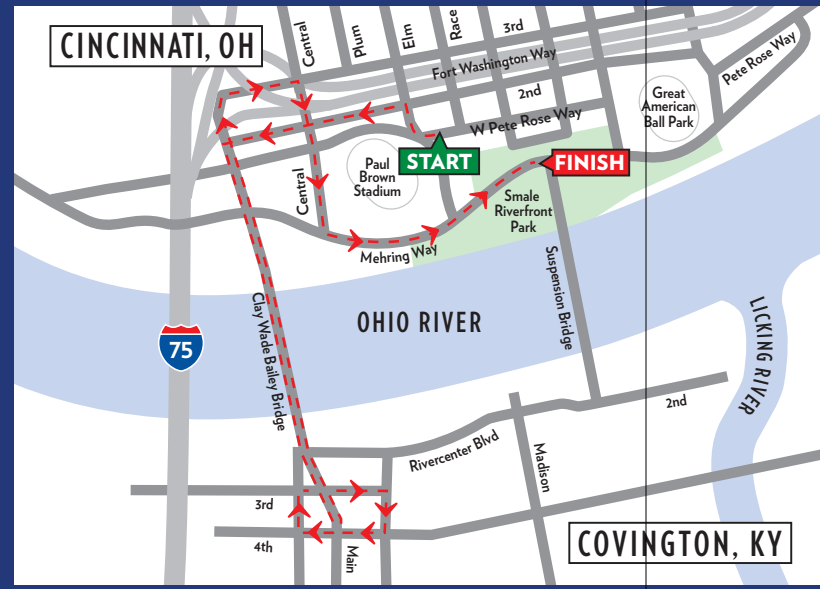 CINCINNATI, OH
Central
Plum
Elm
Race
3rd
Fort Washington Way
2nd
W Pete Rose Way
Pete Rose Way
Great
American
Ball Park
START
FINISH
Paul
Brown
Stadium
Central
Smale
Riverfront
Park
Mehring Way
Clay Wade Bailey Bridge
OHIO RIVER
Suspension Bridge
LICKING RIVER
75
2nd
Rivercenter Blvd
Madison
3rd
4th
Main
COVINGTON, KY